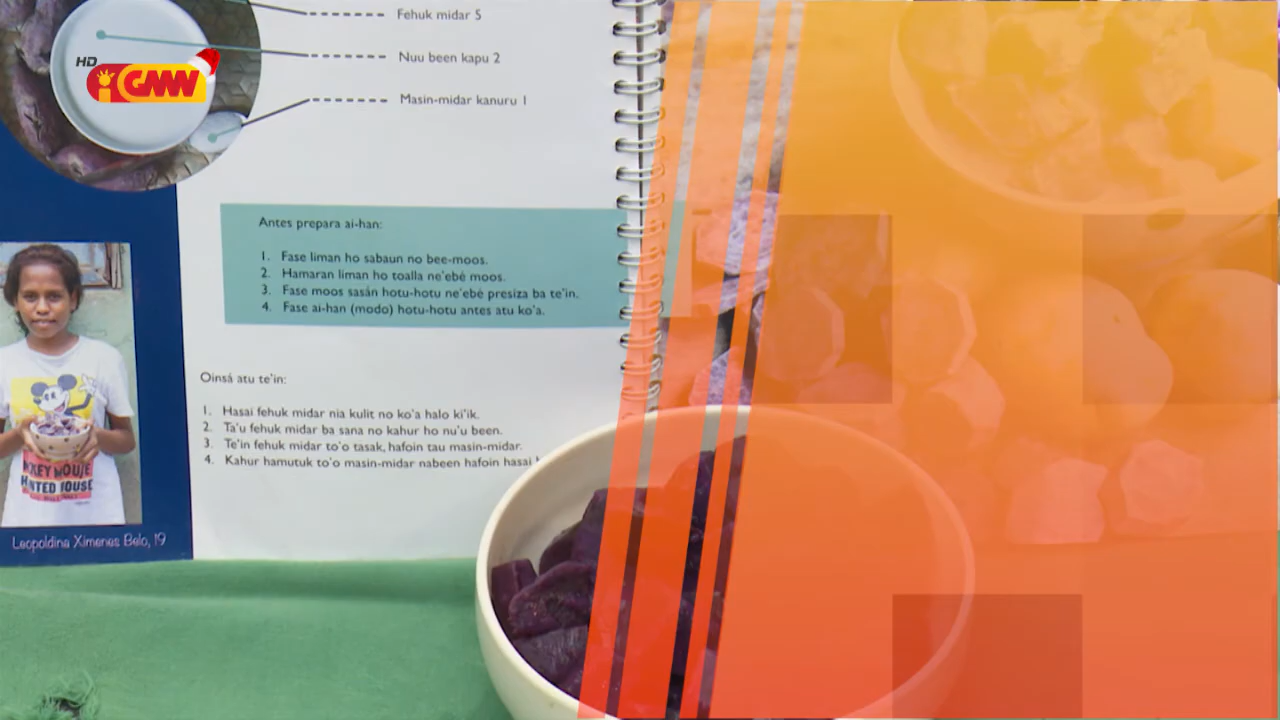 Fehuk midar 5
Nuu been kapu 2
Masin-midar kanuru 1
HD
iGMW
Antes prepara ai-han:
1. Fase liman ho sabaun no bee-moos.
2. Hamaran liman ho toalla ne'ebé moos.
3. Fase moos sasán hotu-hotu ne'ebé presiza ba te'in.
4. Fase ai-han (modo) hotu-hotu antes atu ko'a.
Oinsá atu te'in:
1. Hasai fehuk midar nia kulit no ko'a halo ki'ik.
2. Ta'u fehuk midar ba sana no kahur ho nu'u been.
3. Te'in fehuk midar to'o tasak, hafoin tau masin-midar.
4. Kahur hamutuk to'o masin-midar nabeen hafoin hasai
Leopoldina Ximenes Belo, 19